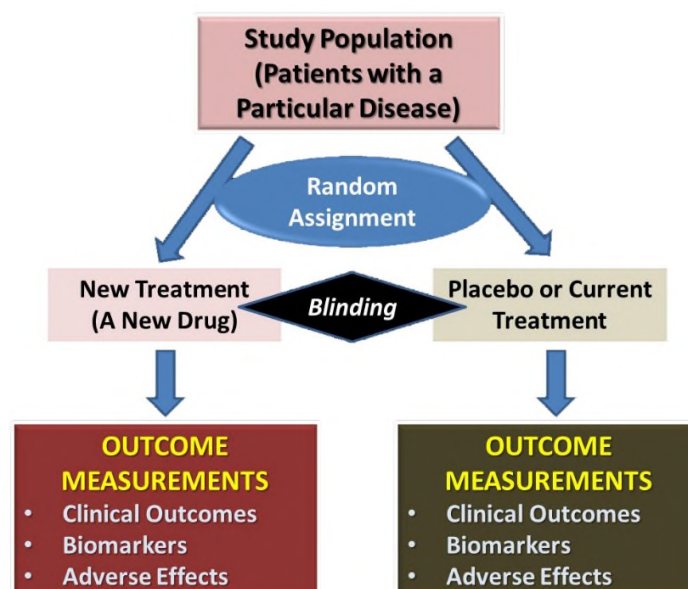 Study Population
(Patients with a
Particular Disease)
Random
Assignment
New Treatment
(A New Drug)
Blinding
Placebo or Current
Treatment
OUTCOME
MEASUREMENTS
• Clinical Outcomes
• Biomarkers
• Adverse Effects
OUTCOME
MEASUREMENTS
• Clinical Outcomes
• Biomarkers
• Adverse Effects